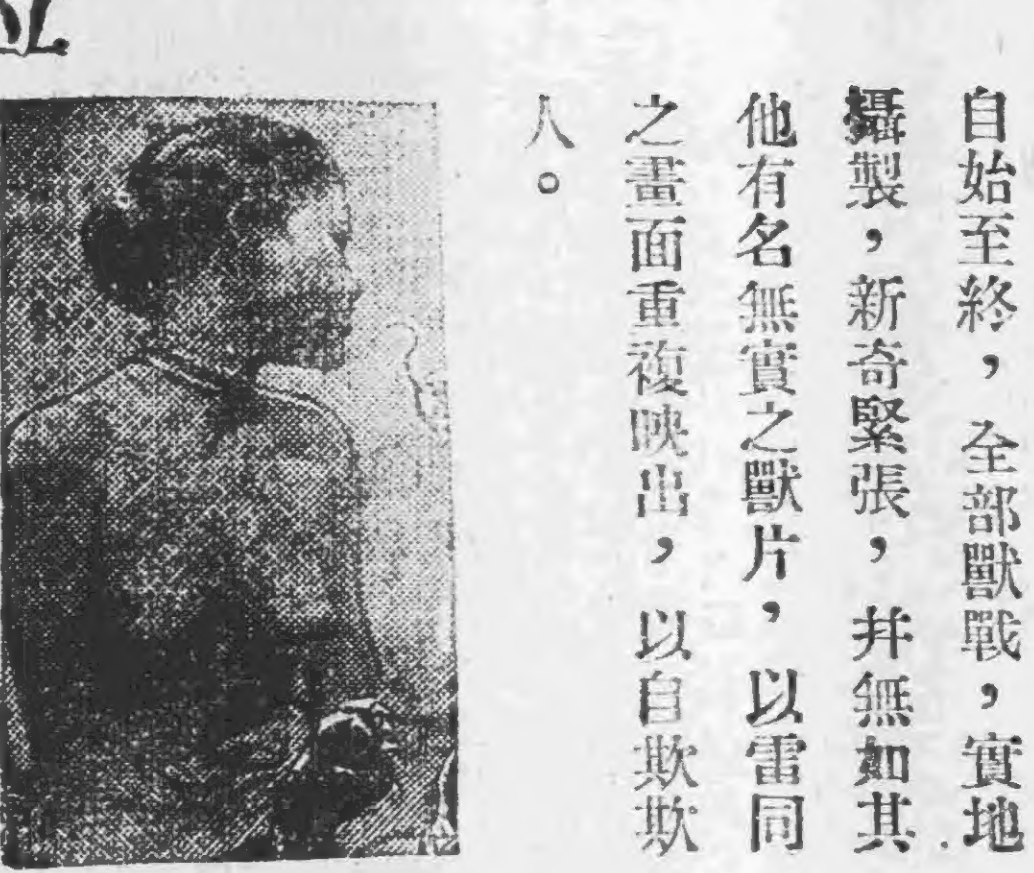 自始至終，全部獸戰，實地
攝製，新奇緊張，幷無如其
他有名無實之獸片，以雷同
之畫面重複映出，以自欺欺
人。